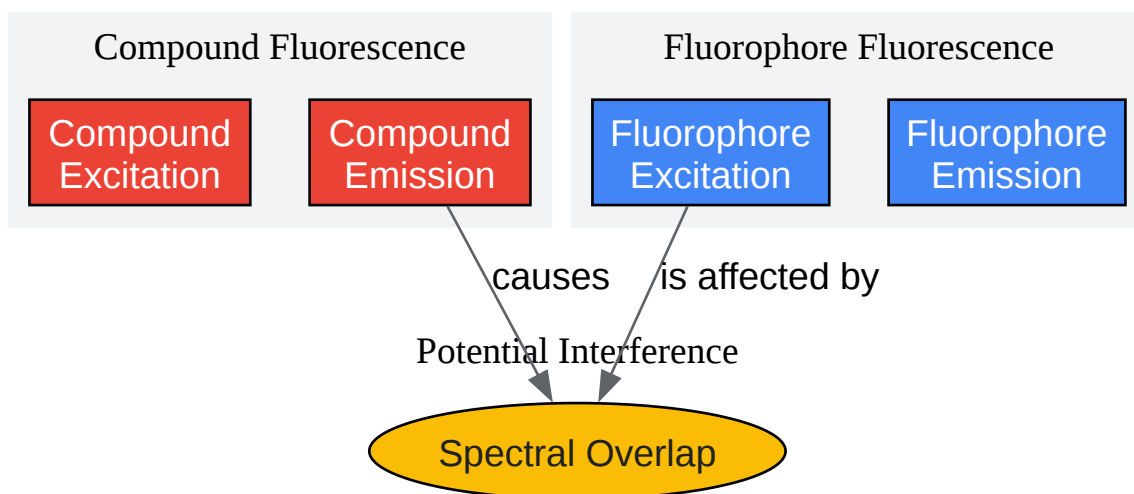 Compound Fluorescence
Fluorophore Fluorescence
Compound
Excitation
Compound
Emission
Fluorophore
Excitation
Fluorophore
Emission
causes
is affected by
Potential Interference
Spectral Overlap